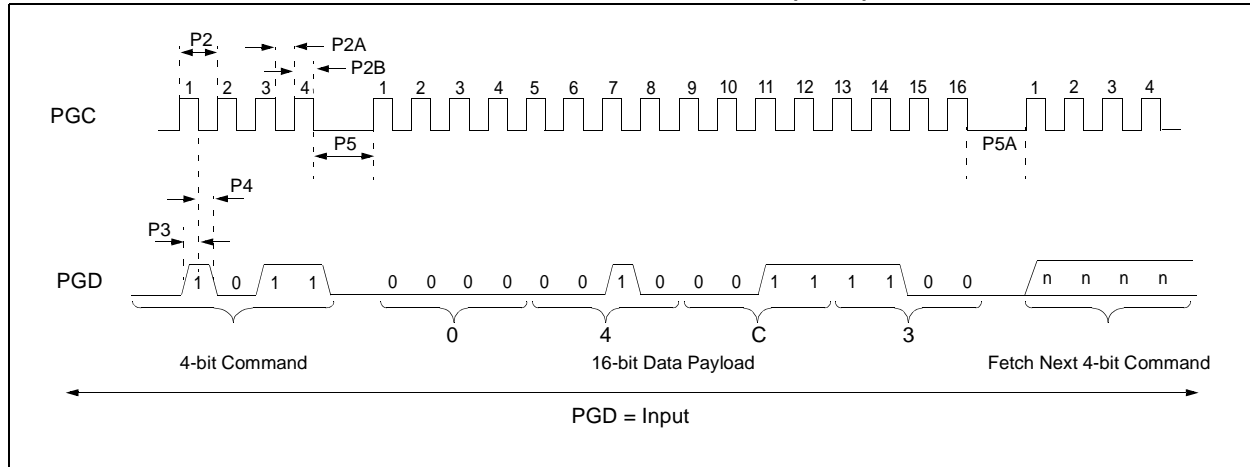 P2
P2A
P2B
1 2 3 4 1 2 3 4 5 6 7 8 9 10 11 12 13 14 15 16 1 2 3 4
PGC
P5
P5A
P4
P3
PGD
1 0 1 1 0 0 0 0 0 0 1 0 0 0 1 1 1 1 0 0 n n n n
0 4 C 3
4-bit Command 16-bit Data Payload Fetch Next 4-bit Command
PGD = Input